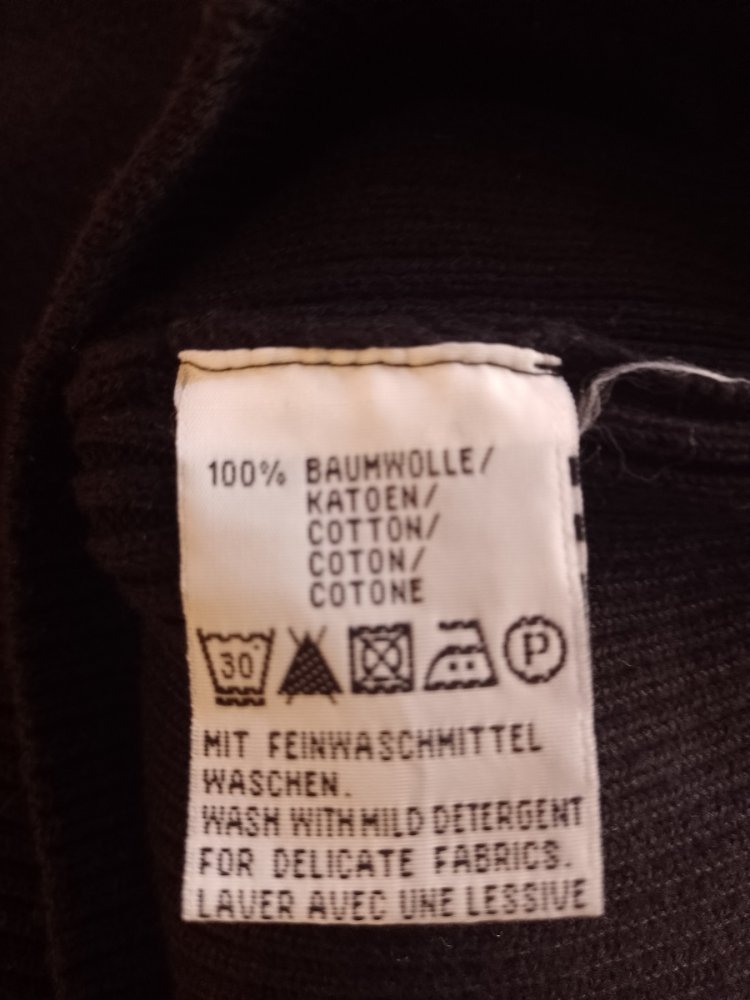 100% BAUMWOLLE/
KATOEN/
COTTON/
COTON/
COTONE
30°
P
MIT FEINWASCHMITTEL
WASCHEN.
WASH WITH MILD DETERGENT
FOR DELICATE FABRICS.
LAVER AVEC UNE LESSIVE